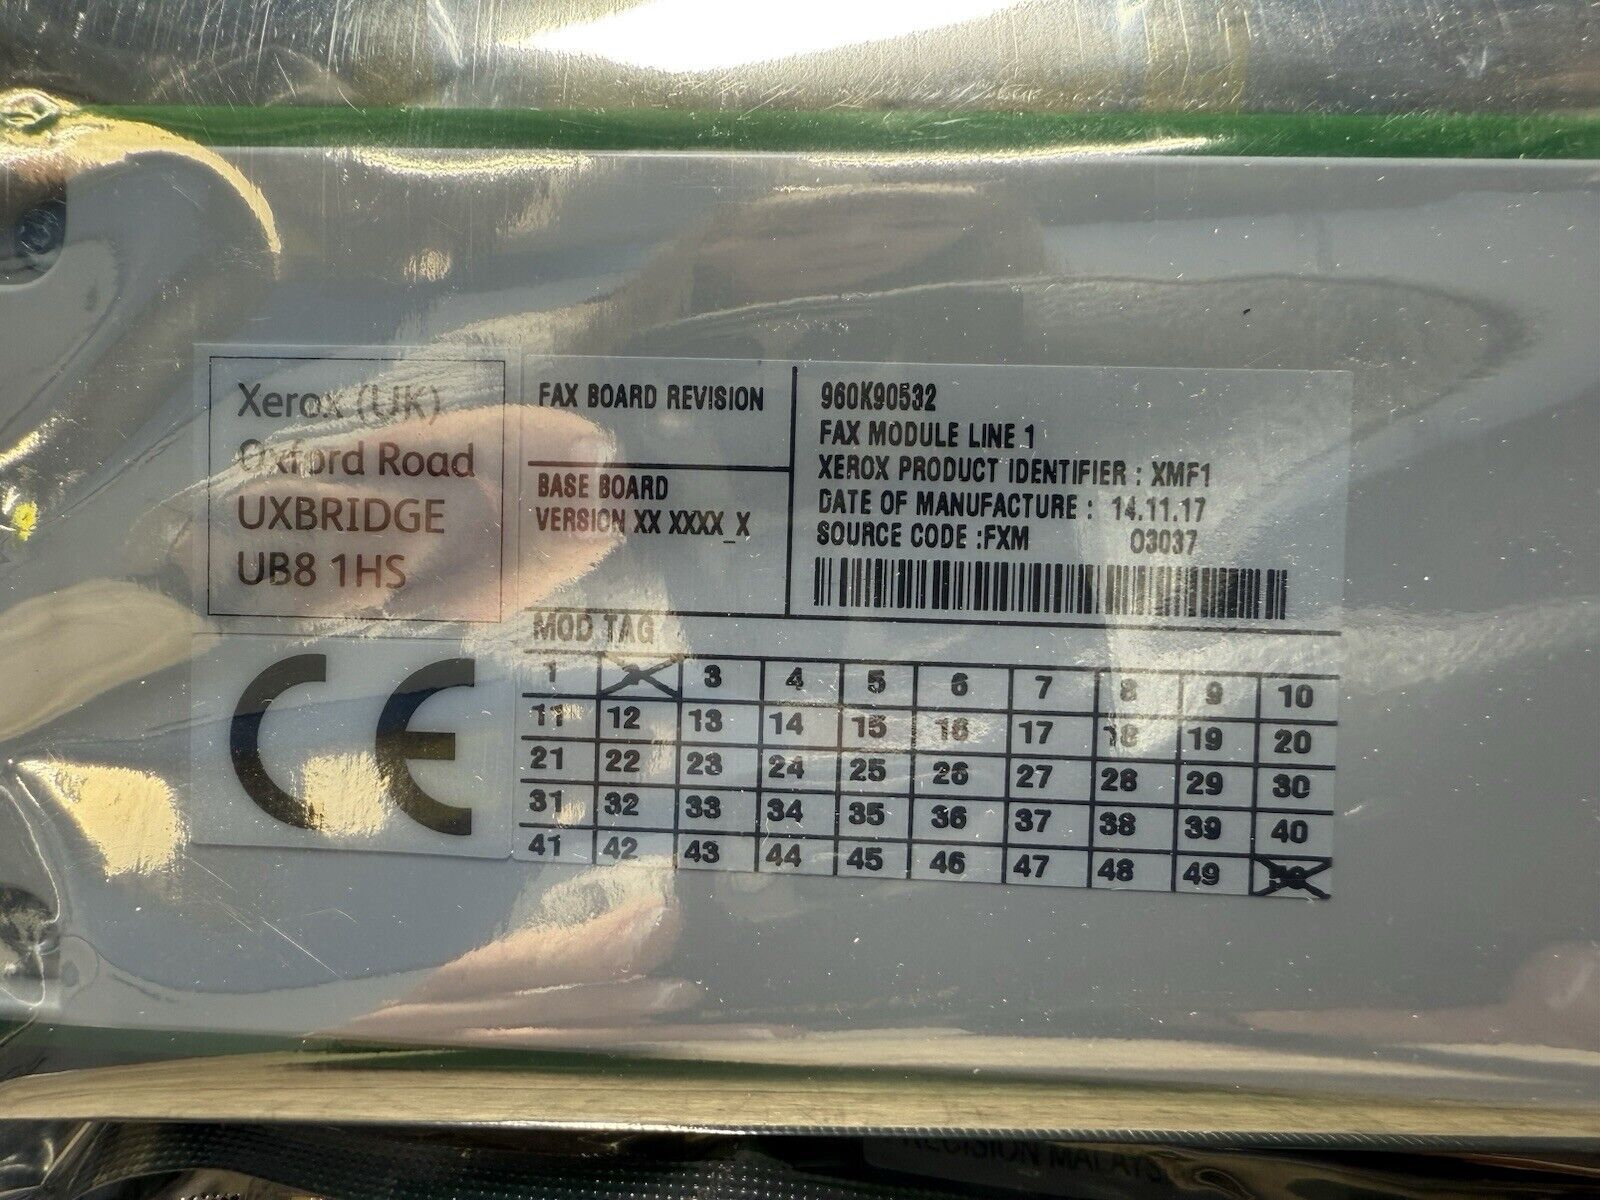 Xerox (UK)
Oxford Road
UXBRIDGE
UB8 1HS
CE
FAX BOARD REVISION
BASE BOARD
VERSION XX XXXX_X
960K90532
FAX MODULE LINE 1
XEROX PRODUCT IDENTIFIER : XMF1
DATE OF MANUFACTURE : 14.11.17
SOURCE CODE :FXM 03037
MOD TAG
1 3 4 5 6 7 8 9 10
11 12 13 14 15 16 17 18 19 20
21 22 23 24 25 26 27 28 29 30
31 32 33 34 35 36 37 38 39 40
41 42 43 44 45 46 47 48 49 50